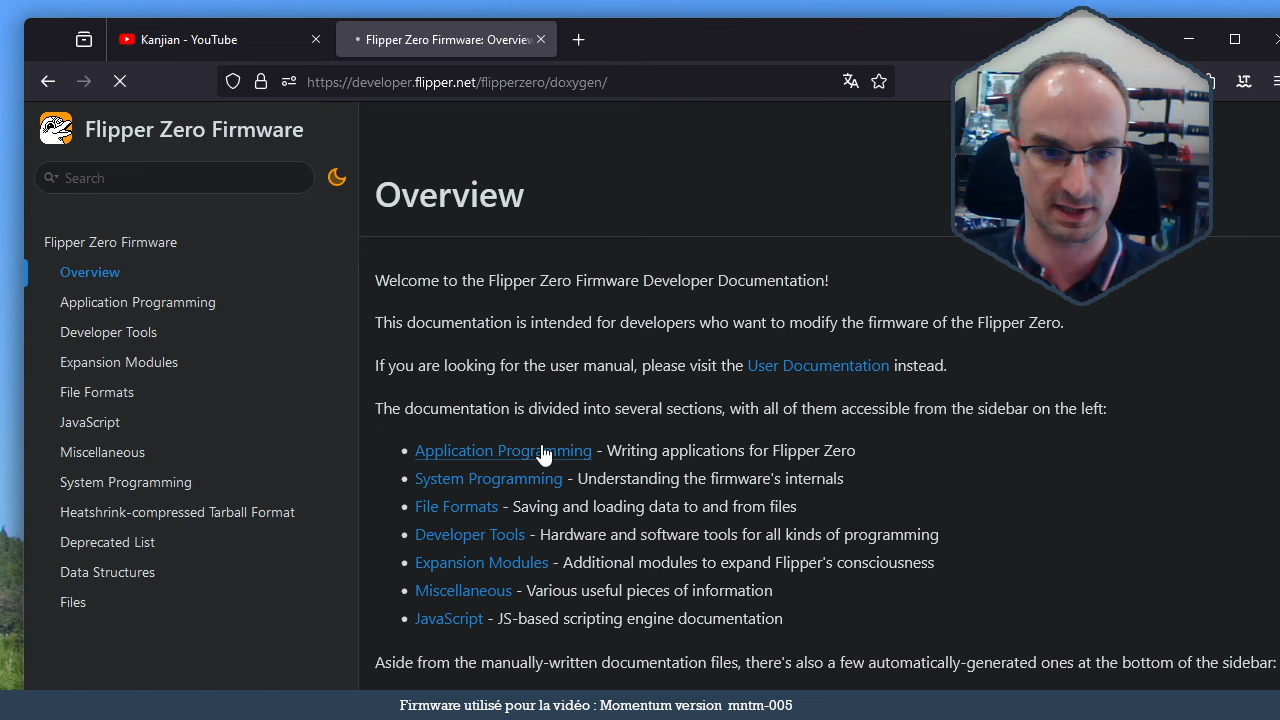 Kanjian - YouTube
Flipper Zero Firmware: Overview
https://developer.flipper.net/flipperzero/doxygen/
LT
Flipper Zero Firmware
Search
Flipper Zero Firmware
Overview
Application Programming
Developer Tools
Expansion Modules
File Formats
JavaScript
Miscellaneous
System Programming
Heatshrink-compressed Tarball Format
Deprecated List
Data Structures
Files
Overview
Welcome to the Flipper Zero Firmware Developer Documentation!
This documentation is intended for developers who want to modify the firmware of the Flipper Zero.
If you are looking for the user manual, please visit the User Documentation instead.
The documentation is divided into several sections, with all of them accessible from the sidebar on the left:
• Application Programming - Writing applications for Flipper Zero
• System Programming - Understanding the firmware's internals
• File Formats - Saving and loading data to and from files
• Developer Tools - Hardware and software tools for all kinds of programming
• Expansion Modules - Additional modules to expand Flipper's consciousness
• Miscellaneous - Various useful pieces of information
• JavaScript - JS-based scripting engine documentation
Aside from the manually-written documentation files, there's also a few automatically-generated ones at the bottom of the sidebar:
Firmware utilisé pour la vidéo : Momentum version mntm-005